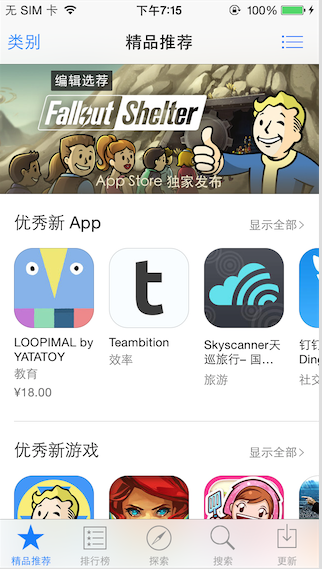 无 SIM 卡 下午7:15 100%
类别 精品推荐
编辑选荐
Fallout Shelter
App Store 独家发布
优秀新 App 显示全部
LOOPIMAL by YATATOY
教育
¥18.00
Teambition
效率
Skyscanner天巡旅行– 国…
旅游
钉钉
Ding
社交
优秀新游戏 显示全部
精品推荐 排行榜 探索 搜索 更新